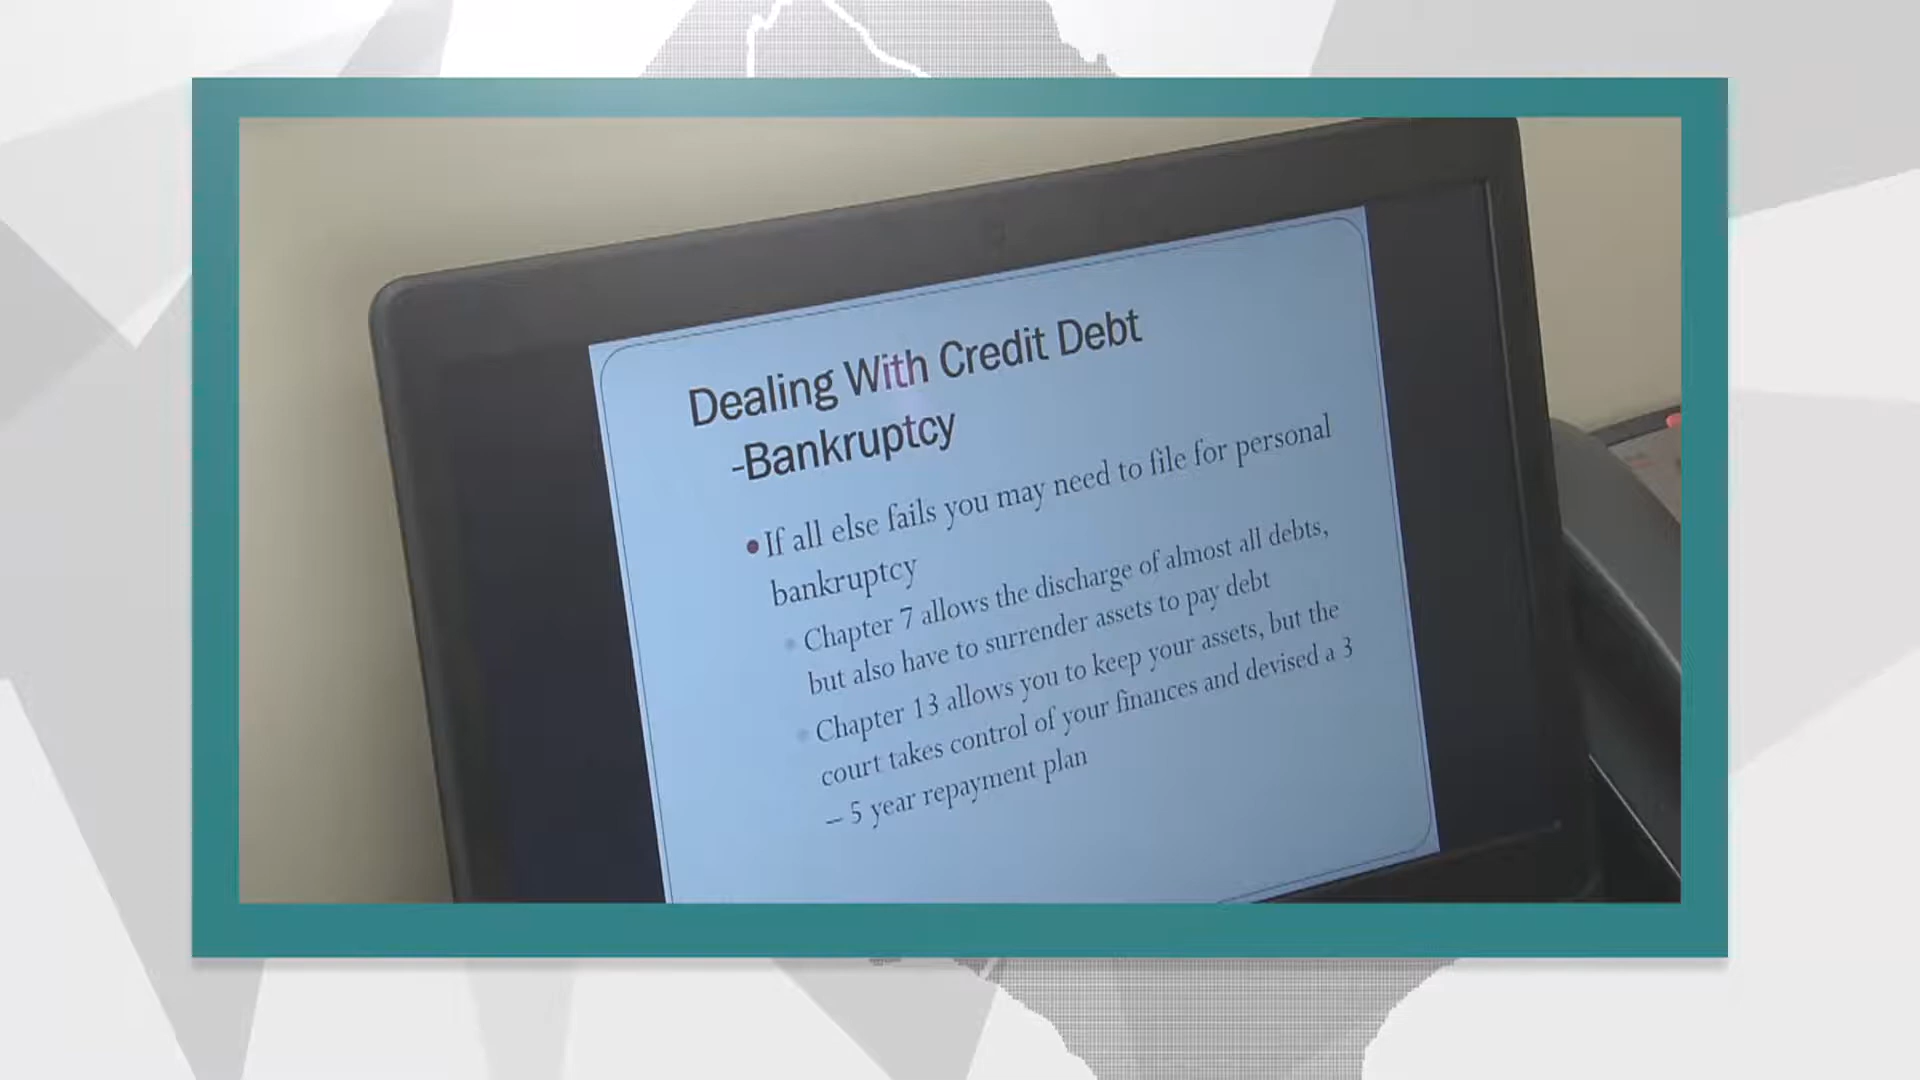 Dealing With Credit Debt
-Bankruptcy
•If all else fails you may need to file for personal
bankruptcy
• Chapter 7 allows the discharge of almost all debts,
but also have to surrender assets to pay debt
• Chapter 13 allows you to keep your assets, but the
court takes control of your finances and devised a 3
– 5 year repayment plan